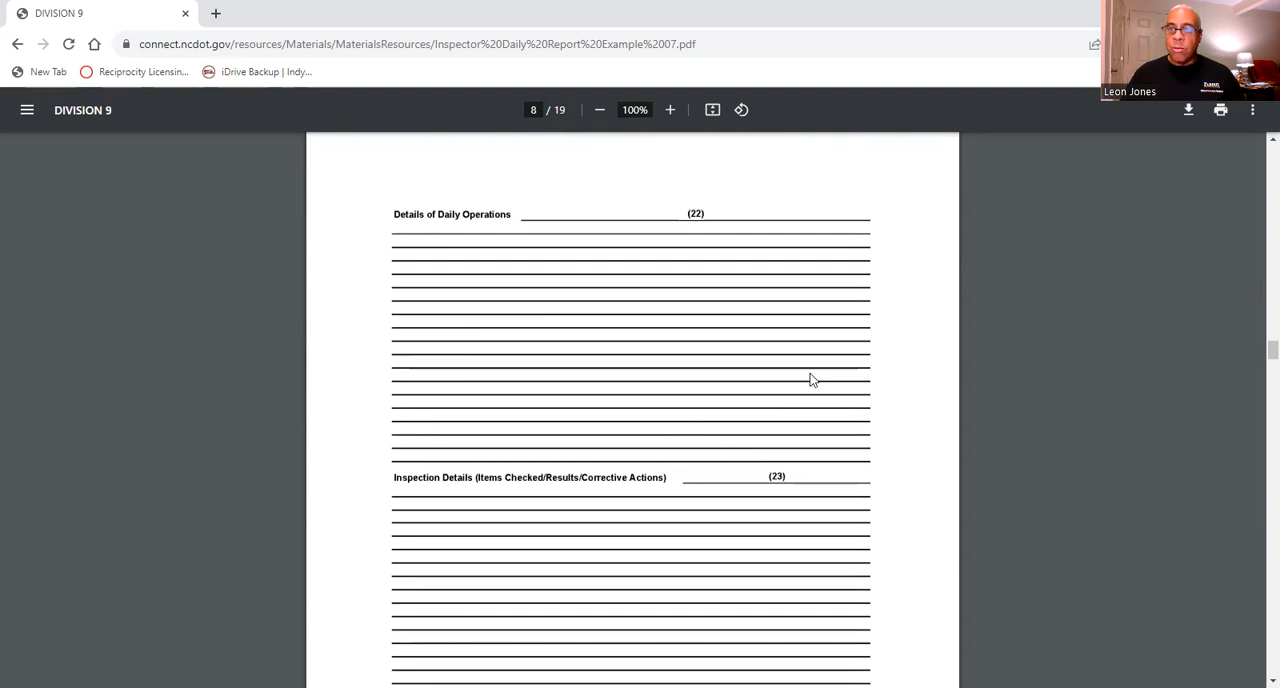 DIVISION 9
connect.ncdot.gov/resources/Materials/MaterialsResources/Inspector%20Daily%20Report%20Example%2007.pdf
New Tab
Reciprocity Licensin...
iDrive Backup | Indy...
Leon Jones
DIVISION 9
8 / 19
100%
Details of Daily Operations (22)
Inspection Details (Items Checked/Results/Corrective Actions) (23)